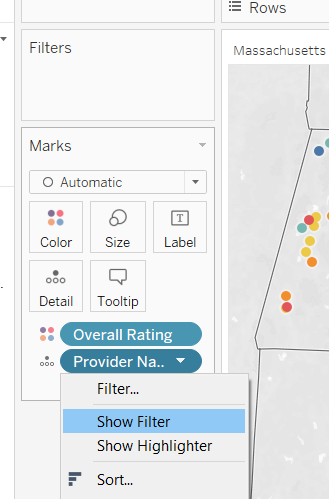 Rows
Filters
Massachusetts
Marks
Automatic
Color
Size
Label
T
Detail
Tooltip
Overall Rating
Provider Na..
Filter...
Show Filter
Show Highlighter
Sort...